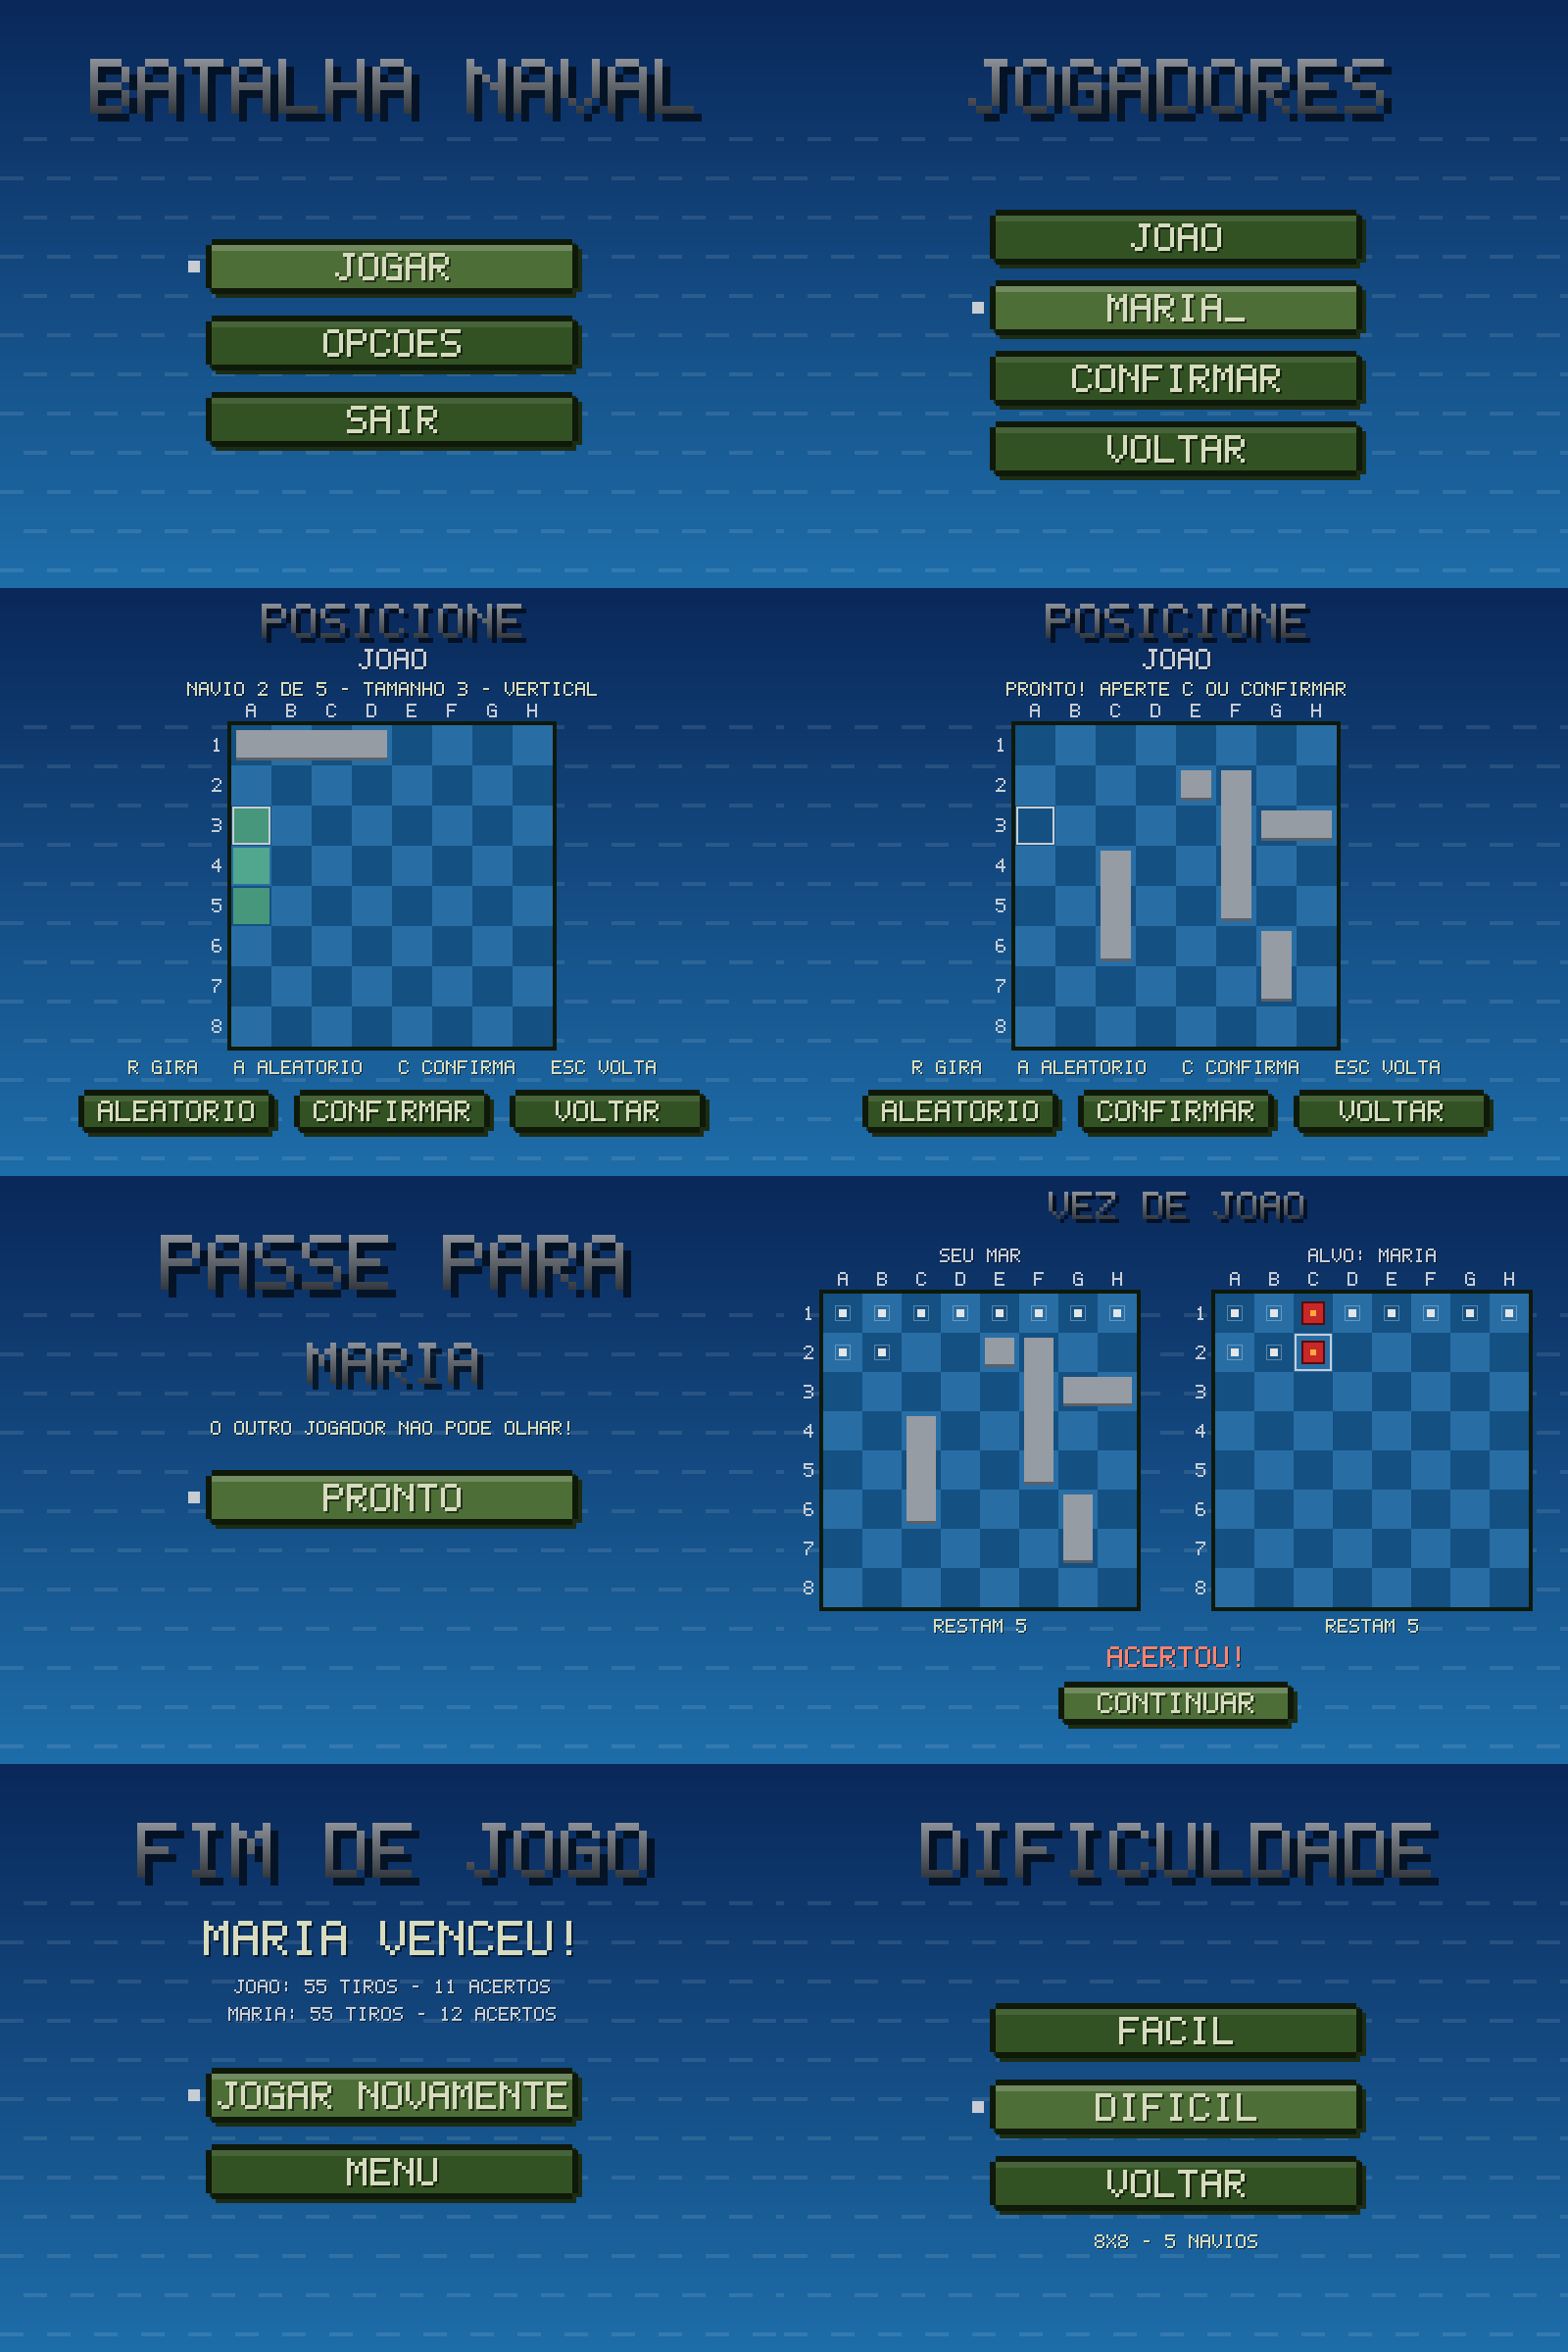 BATALHA NAVAL
JOGAR
OPCOES
SAIR
JOGADORES
JOAO
MARIA_
CONFIRMAR
VOLTAR
POSICIONE
JOAO
NAVIO 2 DE 5 - TAMANHO 3 - VERTICAL
A B C D E F G H
1
2
3
4
5
6
7
8
R GIRA A ALEATORIO C CONFIRMA ESC VOLTA
ALEATORIO CONFIRMAR VOLTAR
POSICIONE
JOAO
PRONTO! APERTE C OU CONFIRMAR
A B C D E F G H
1
2
3
4
5
6
7
8
R GIRA A ALEATORIO C CONFIRMA ESC VOLTA
ALEATORIO CONFIRMAR VOLTAR
PASSE PARA
MARIA
O OUTRO JOGADOR NAO PODE OLHAR!
PRONTO
VEZ DE JOAO
SEU MAR
A B C D E F G H
1
2
3
4
5
6
7
8
RESTAM 5
ALVO: MARIA
A B C D E F G H
1
2
3
4
5
6
7
8
RESTAM 5
ACERTOU!
CONTINUAR
FIM DE JOGO
MARIA VENCEU!
JOAO: 55 TIROS - 11 ACERTOS
MARIA: 55 TIROS - 12 ACERTOS
JOGAR NOVAMENTE
MENU
DIFICULDADE
FACIL
DIFICIL
VOLTAR
8X8 - 5 NAVIOS